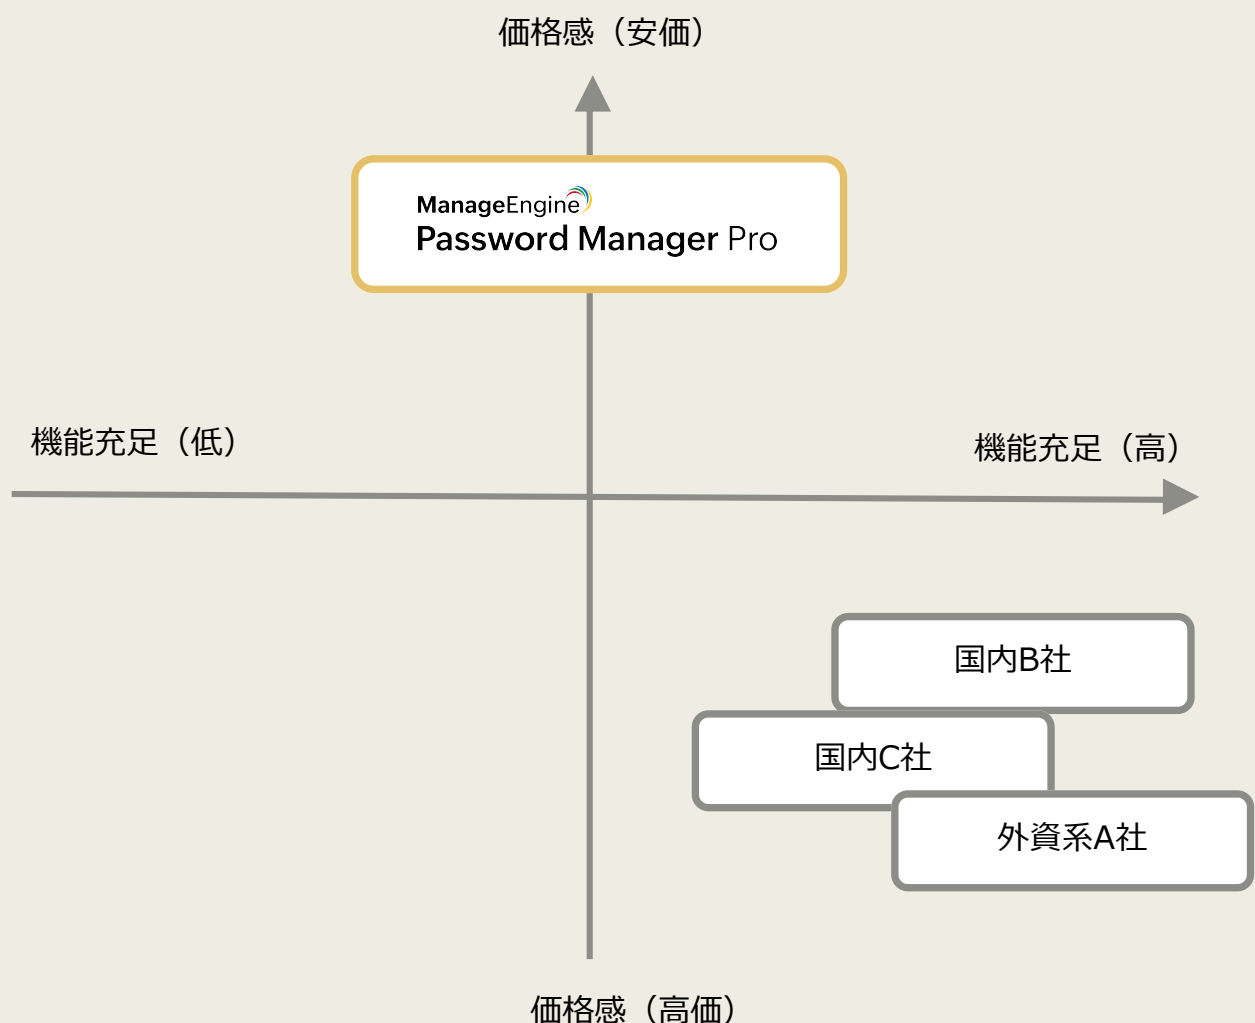 価格感（安価）
ManageEngine
Password Manager Pro
機能充足（低）
機能充足（高）
国内B社
国内C社
外資系A社
価格感（高価）